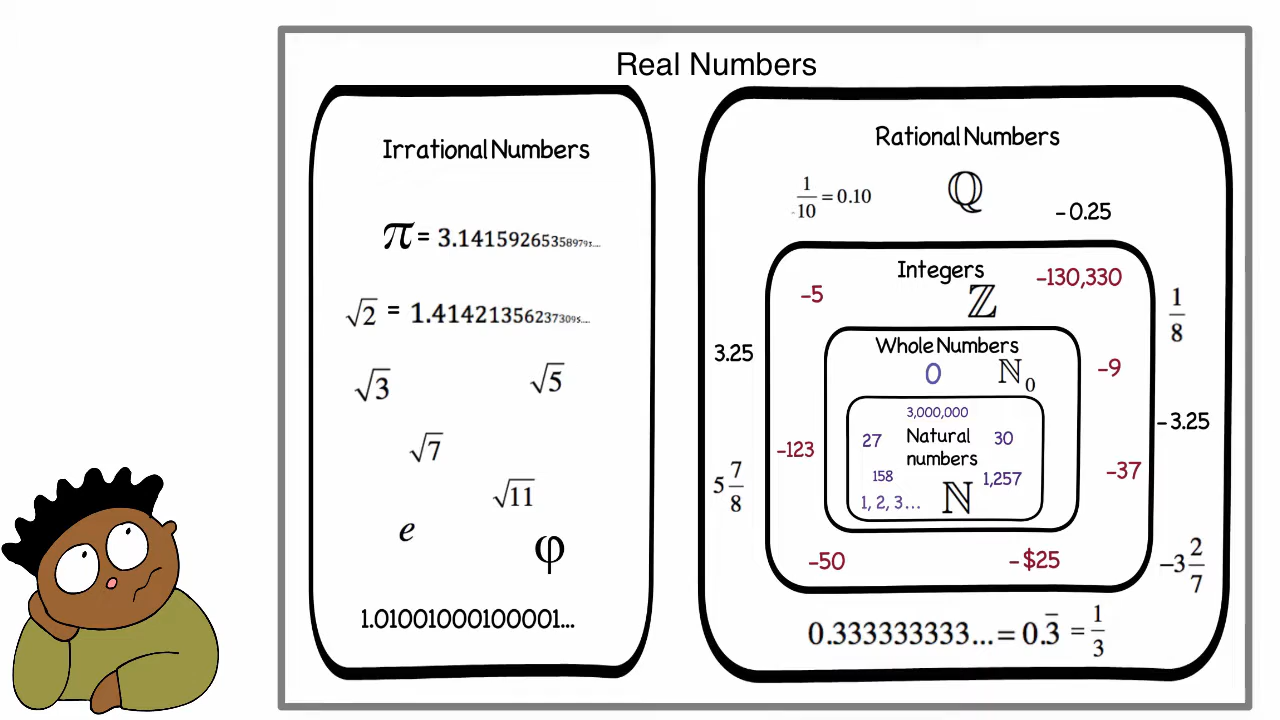 Real Numbers
Irrational Numbers
π = 3.141592653589793....
√2 = 1.414213562373095....
√3
√5
√7
√11
e
φ
1.01001000100001...
Rational Numbers
ℚ
1/10 = 0.10
-0.25
Integers
ℤ
-130,330
-5
1/8
Whole Numbers
0
ℕ₀
3.25
-9
3,000,000
27
Natural
numbers
30
-3.25
-123
158
1,257
-37
5 7/8
1, 2, 3...
ℕ
-50
-$25
-3 2/7
0.333333333... = 0.3̅ = 1/3